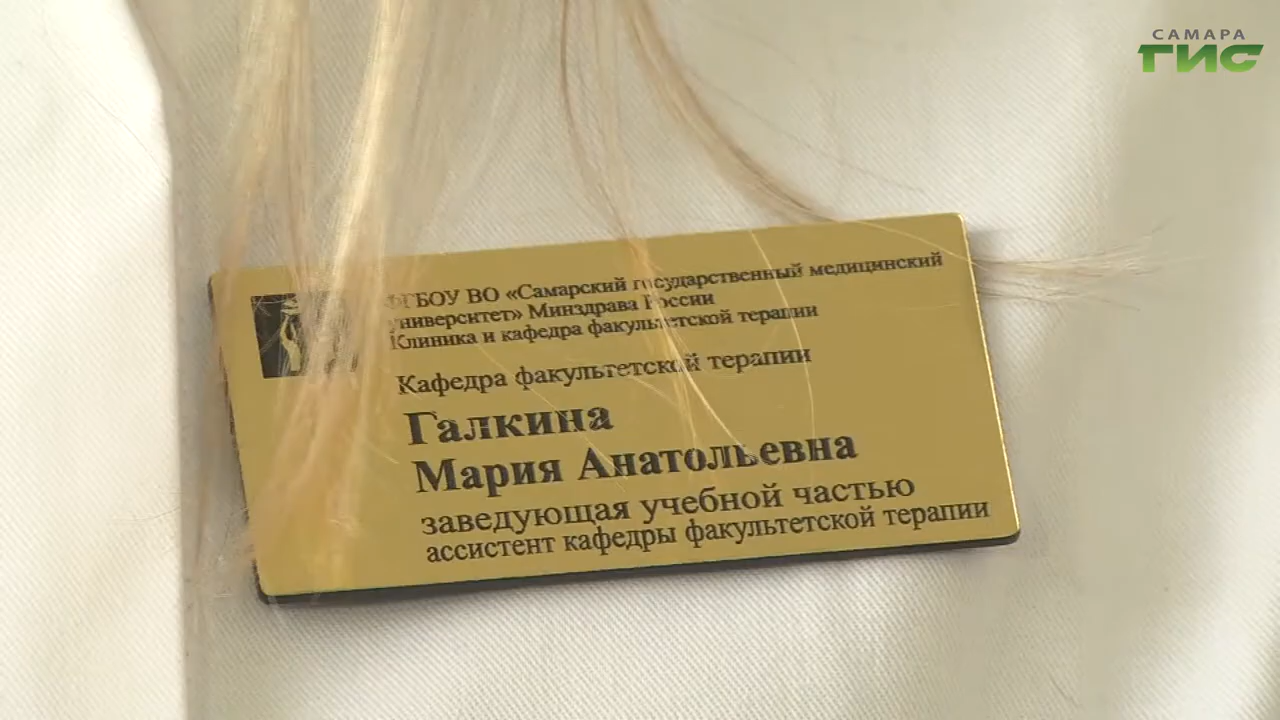 САМАРА
ГИС
ФГБОУ ВО «Самарский государственный медицинский
университет» Минздрава России
Клиника и кафедра факультетской терапии
Кафедра факультетской терапии
Галкина
Мария Анатольевна
заведующая учебной частью
ассистент кафедры факультетской терапии